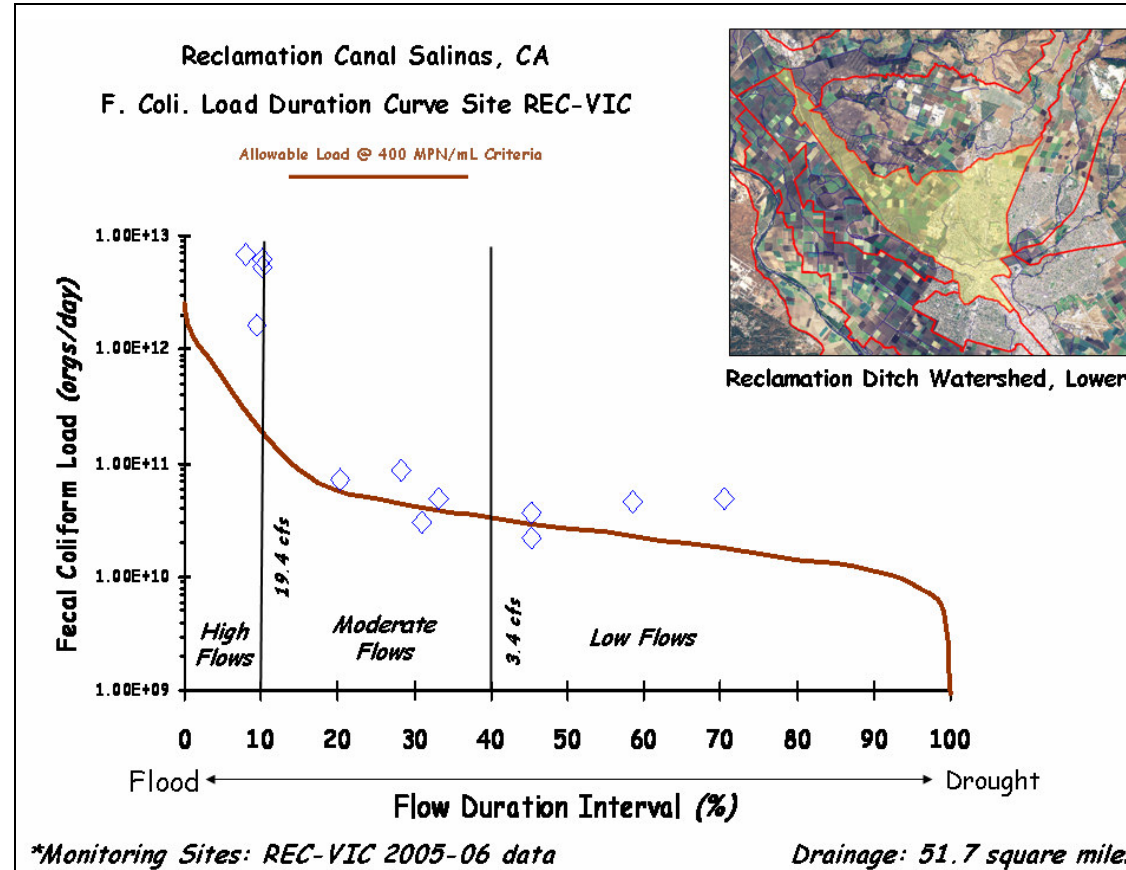 Reclamation Canal Salinas, CA
F. Coli. Load Duration Curve Site REC-VIC
Allowable Load @ 400 MPN/mL Criteria
Reclamation Ditch Watershed, Lower
Fecal Coliform Load (orgs/day)
1.00E+13
1.00E+12
1.00E+11
1.00E+10
1.00E+09
19.4 cfs
3.4 cfs
High Flows
Moderate Flows
Low Flows
0 10 20 30 40 50 60 70 80 90 100
Flood Drought
Flow Duration Interval (%)
*Monitoring Sites: REC-VIC 2005-06 data Drainage: 51.7 square mile